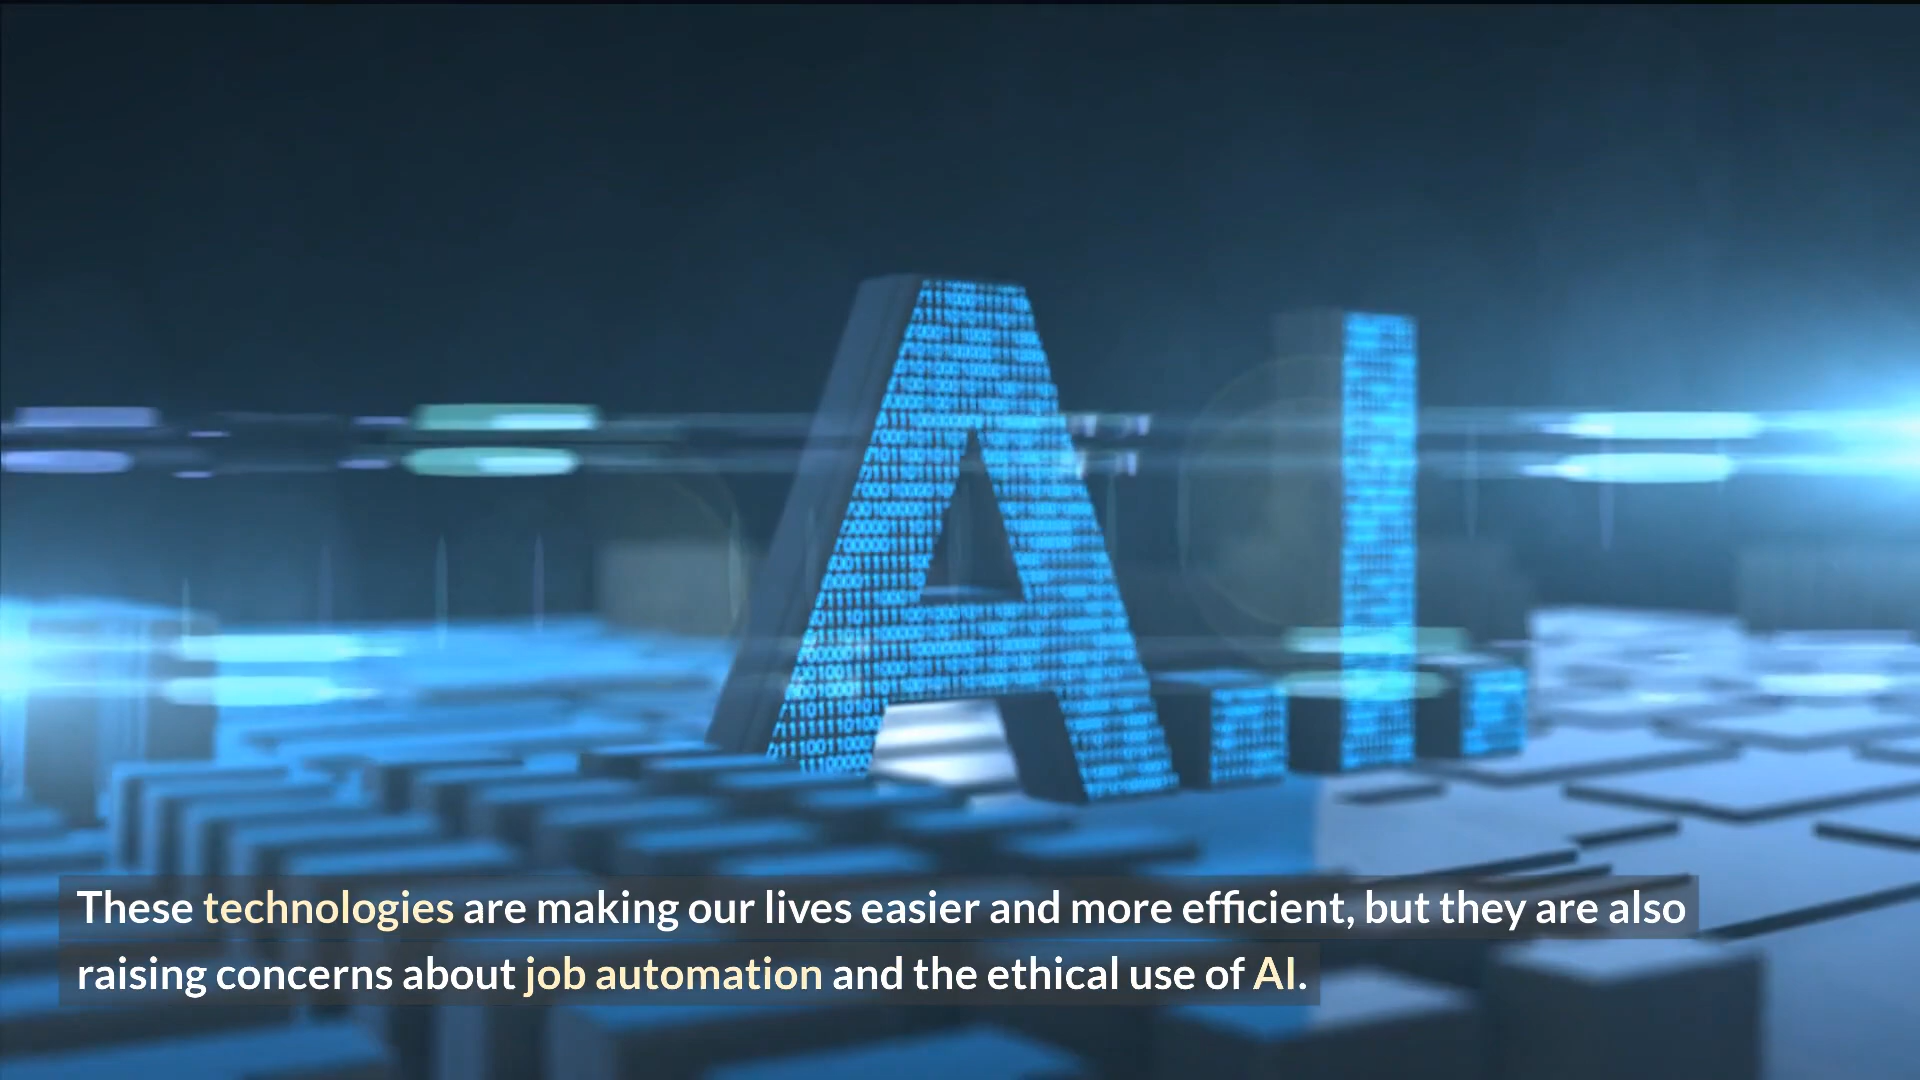 A.I.
These technologies are making our lives easier and more efficient, but they are also
raising concerns about job automation and the ethical use of AI.